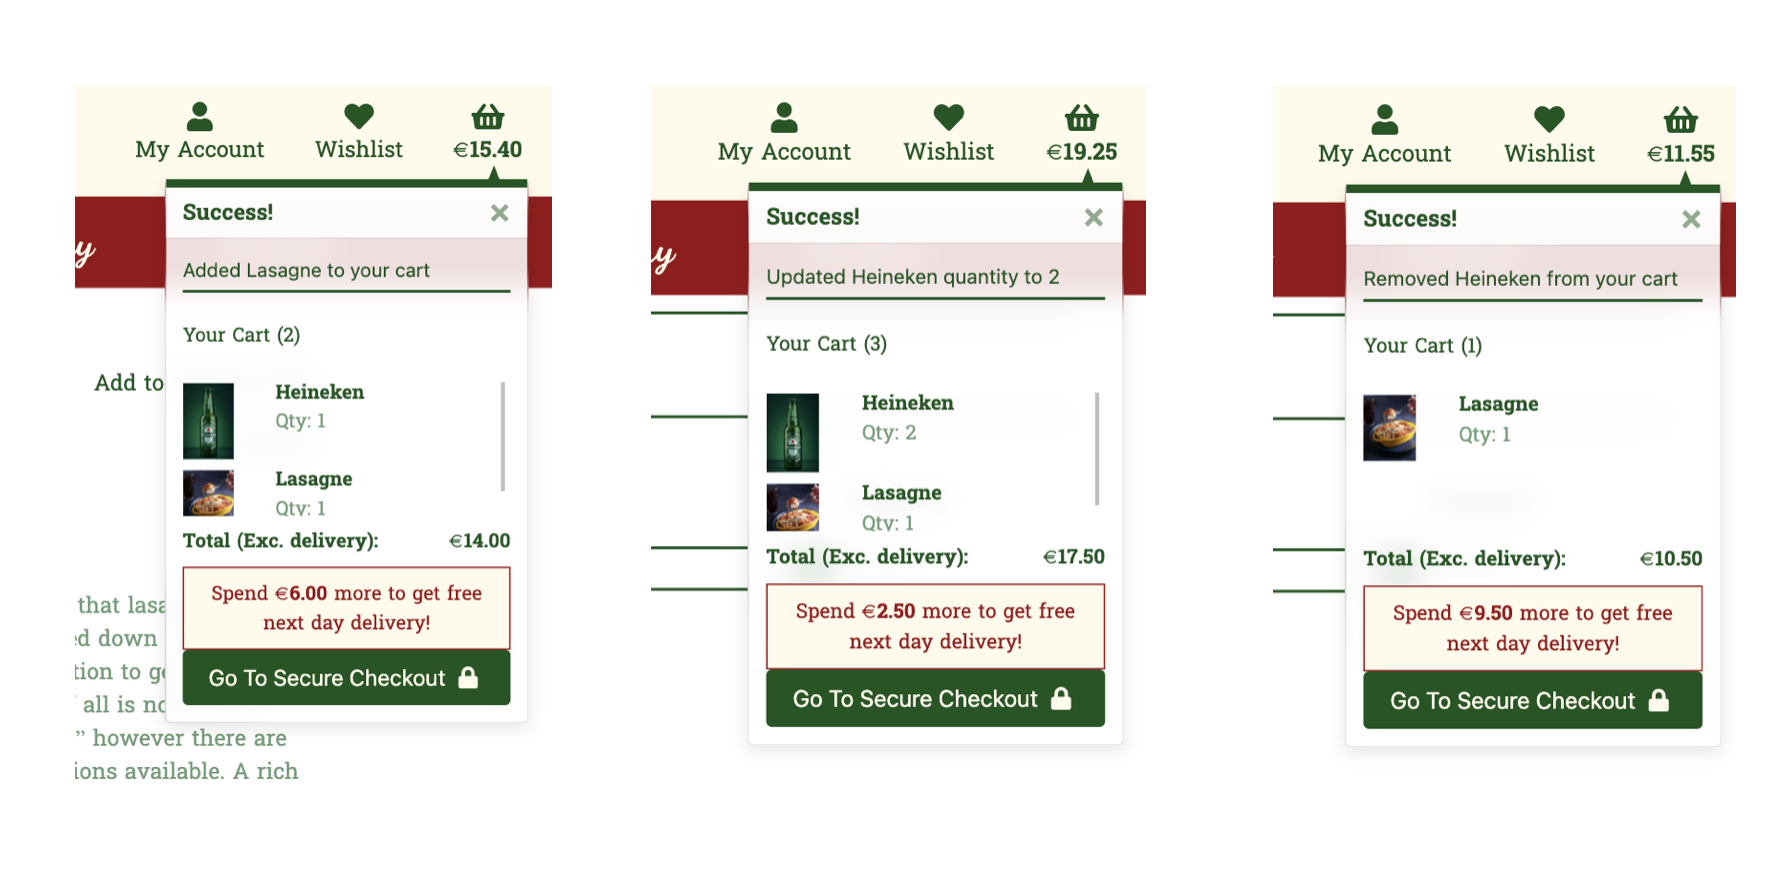 My Account
Wishlist
€15.40
Success!
Added Lasagne to your cart
Your Cart (2)
Add to
Heineken
Qty: 1
Lasagne
Qty: 1
Total (Exc. delivery): €14.00
Spend €6.00 more to get free
next day delivery!
Go To Secure Checkout
that lasa
ed down
tion to ge
all is no
” however there are
ions available. A rich
My Account
Wishlist
€19.25
y
Success!
Updated Heineken quantity to 2
Your Cart (3)
Heineken
Qty: 2
Lasagne
Qty: 1
Total (Exc. delivery): €17.50
Spend €2.50 more to get free
next day delivery!
Go To Secure Checkout
My Account
Wishlist
€11.55
Success!
Removed Heineken from your cart
Your Cart (1)
Lasagne
Qty: 1
Total (Exc. delivery): €10.50
Spend €9.50 more to get free
next day delivery!
Go To Secure Checkout